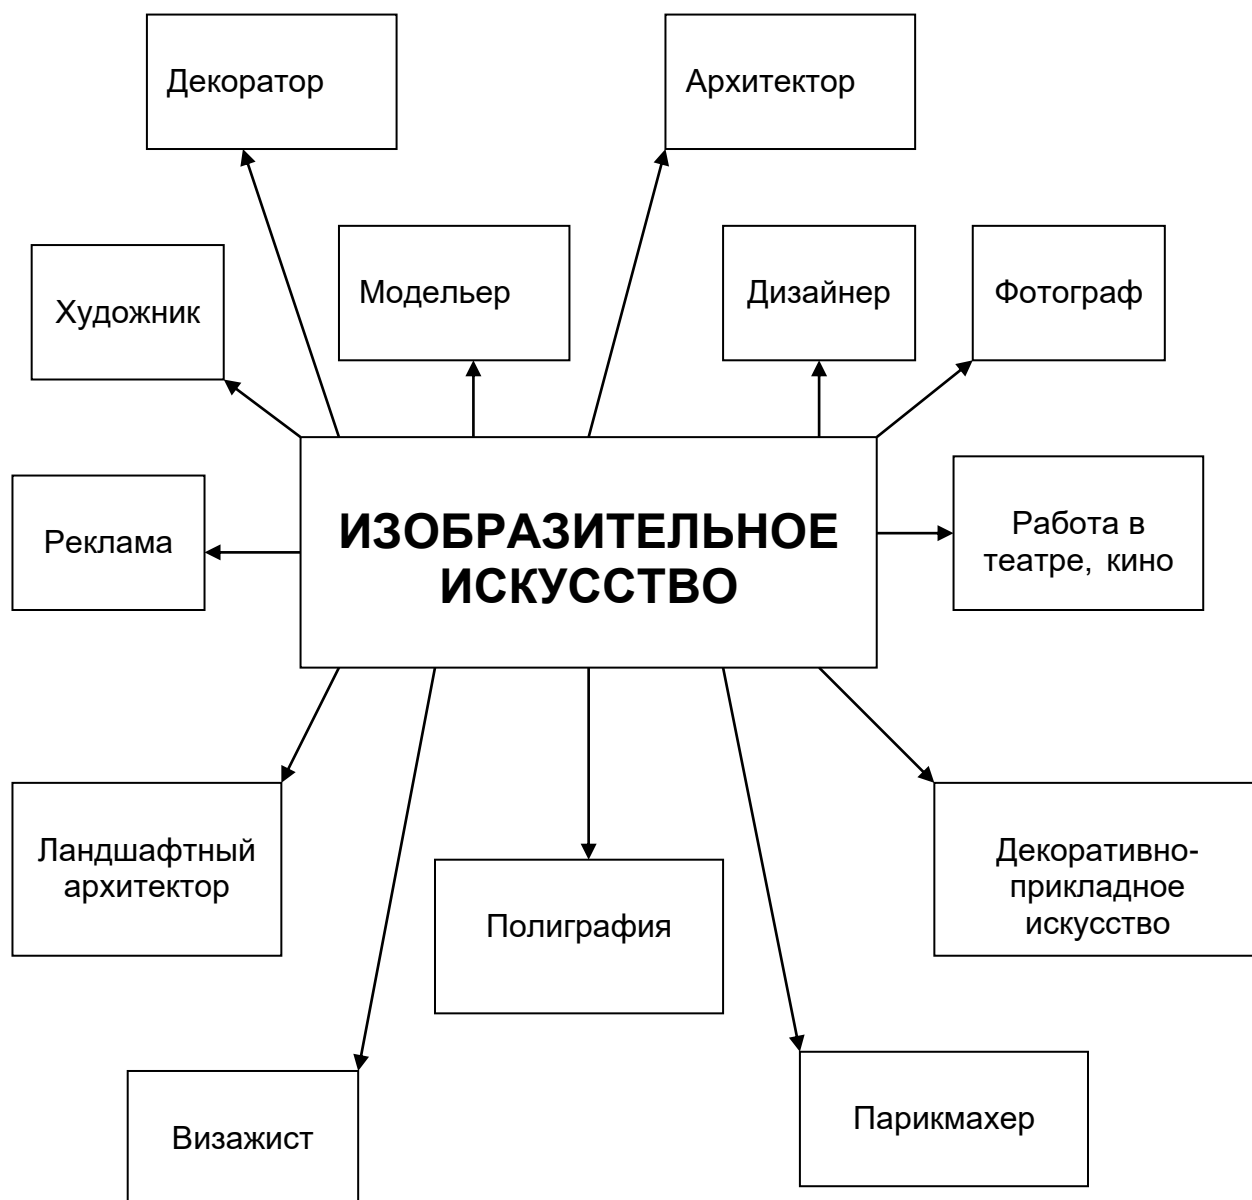 Декоратор
Архитектор
Художник
Модельер
Дизайнер
Фотограф
Реклама
ИЗОБРАЗИТЕЛЬНОЕ
ИСКУССТВО
Работа в
театре, кино
Ландшафтный
архитектор
Полиграфия
Декоративно-
прикладное
искусство
Визажист
Парикмахер